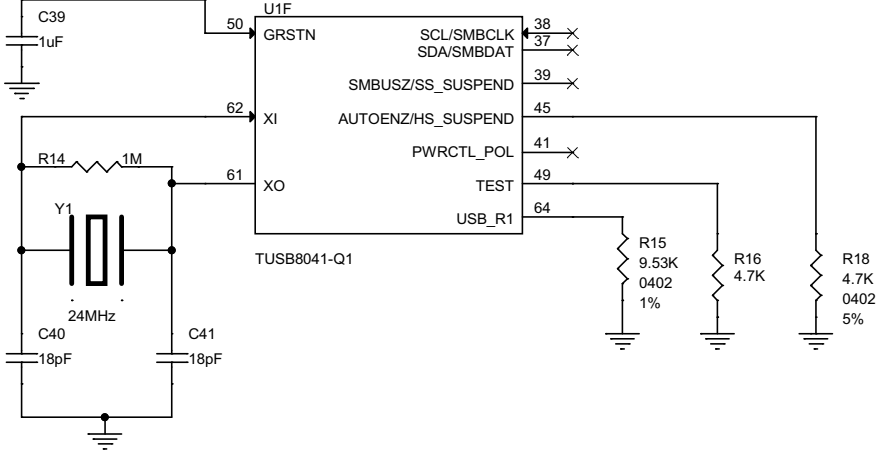 U1F
C39
1uF
50
GRSTN
SCL/SMBCLK
38
SDA/SMBDAT
37
SMBUSZ/SS_SUSPEND
39
62
XI
AUTOENZ/HS_SUSPEND
45
PWRCTL_POL
41
R14
1M
61
XO
TEST
49
USB_R1
64
Y1
TUSB8041-Q1
R15
9.53K
0402
1%
R16
4.7K
R18
4.7K
0402
5%
24MHz
C40
18pF
C41
18pF